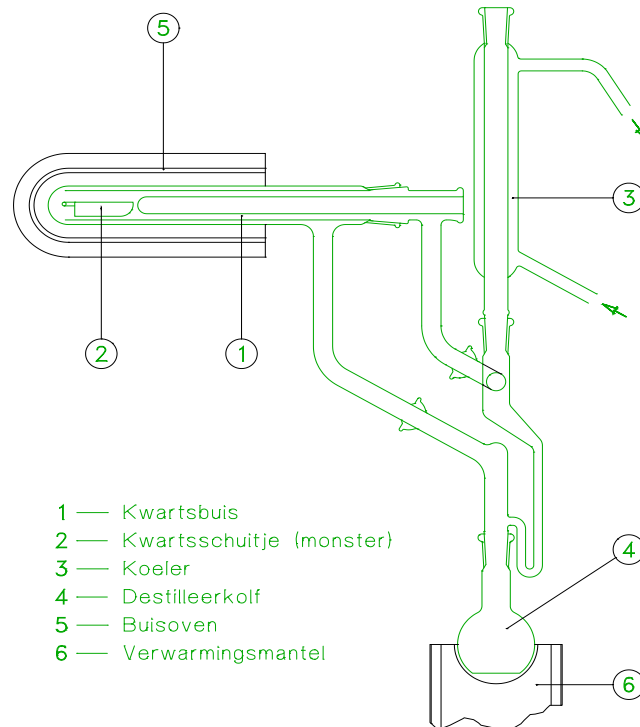 5
3
2
1
1 — Kwartsbuis
2 — Kwartsschuitje (monster)
3 — Koeler
4 — Destilleerkolf
5 — Buisoven
6 — Verwarmingsmantel
4
6